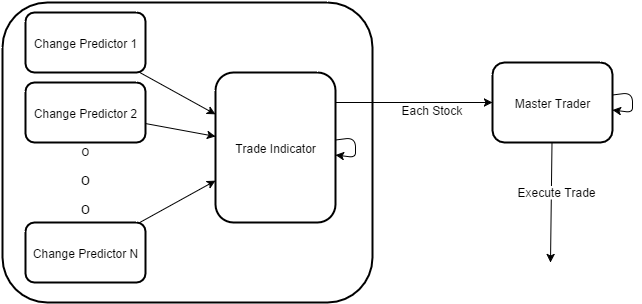 Change Predictor 1
Change Predictor 2
o
o
o
Change Predictor N
Trade Indicator
Each Stock
Master Trader
Execute Trade